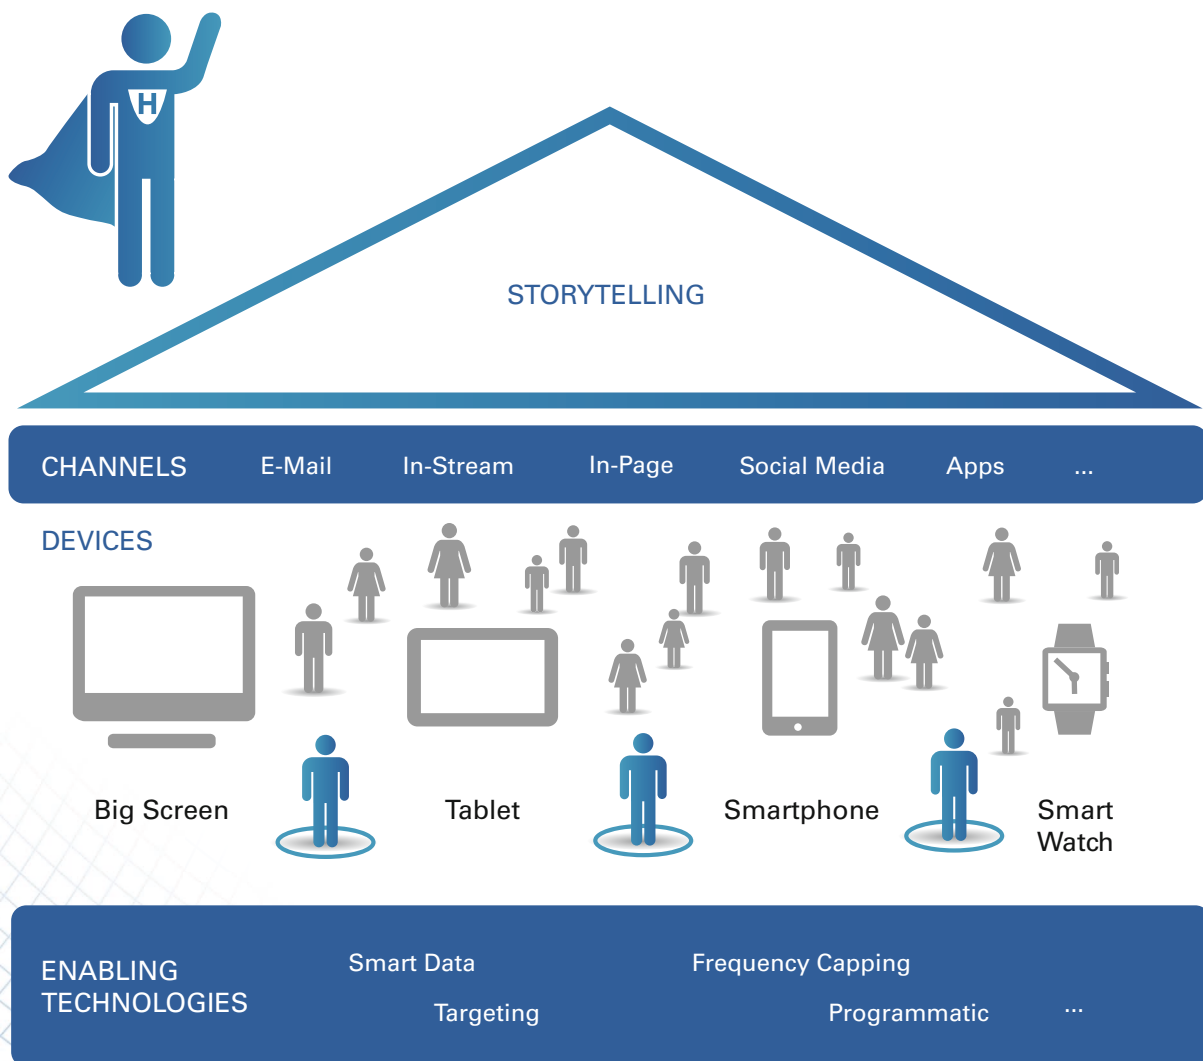 H
STORYTELLING
CHANNELS E-Mail In-Stream In-Page Social Media Apps ...
DEVICES
Big Screen Tablet Smartphone Smart
Watch
Smart Data Frequency Capping
ENABLING
TECHNOLOGIES
Targeting Programmatic ...